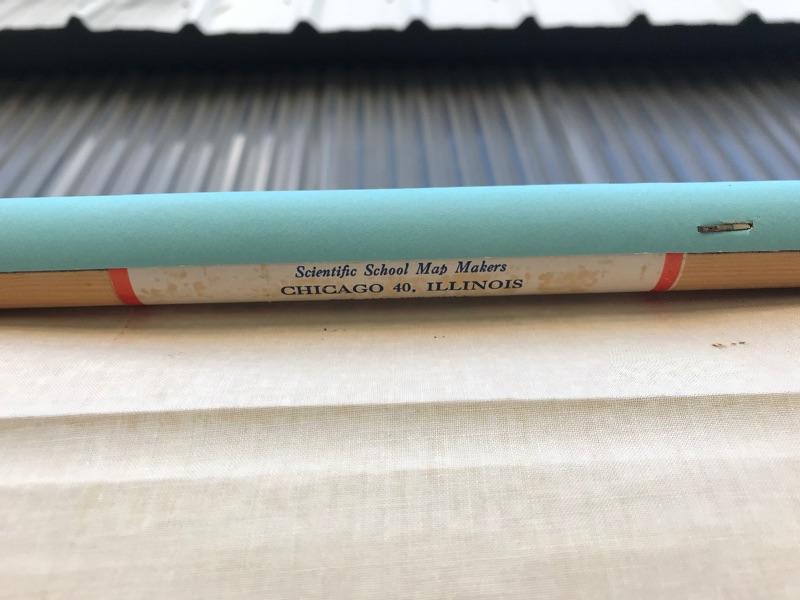 Scientific School Map Makers
CHICAGO 40, ILLINOIS